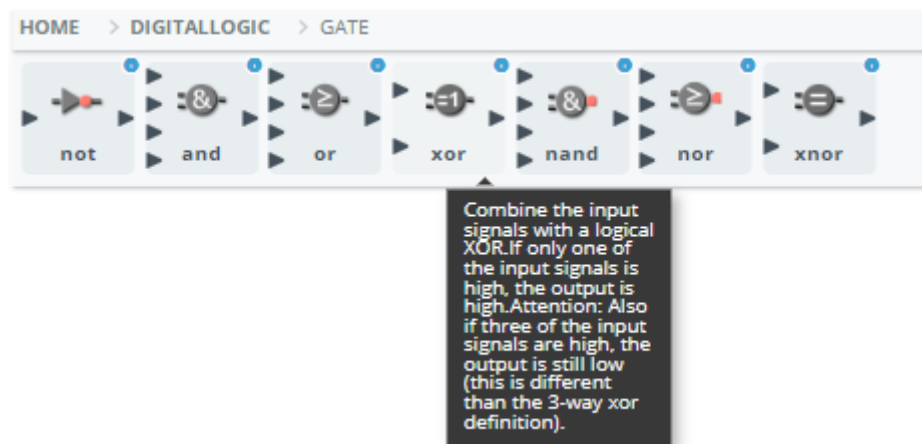 HOME > DIGITALLOGIC > GATE
& ≥ =1 & ≥ =
not and or xor nand nor xnor
Combine the input
signals with a logical
XOR.If only one of
the input signals is
high, the output is
high.Attention: Also
if three of the input
signals are high, the
output is still low
(this is different
than the 3-way xor
definition).